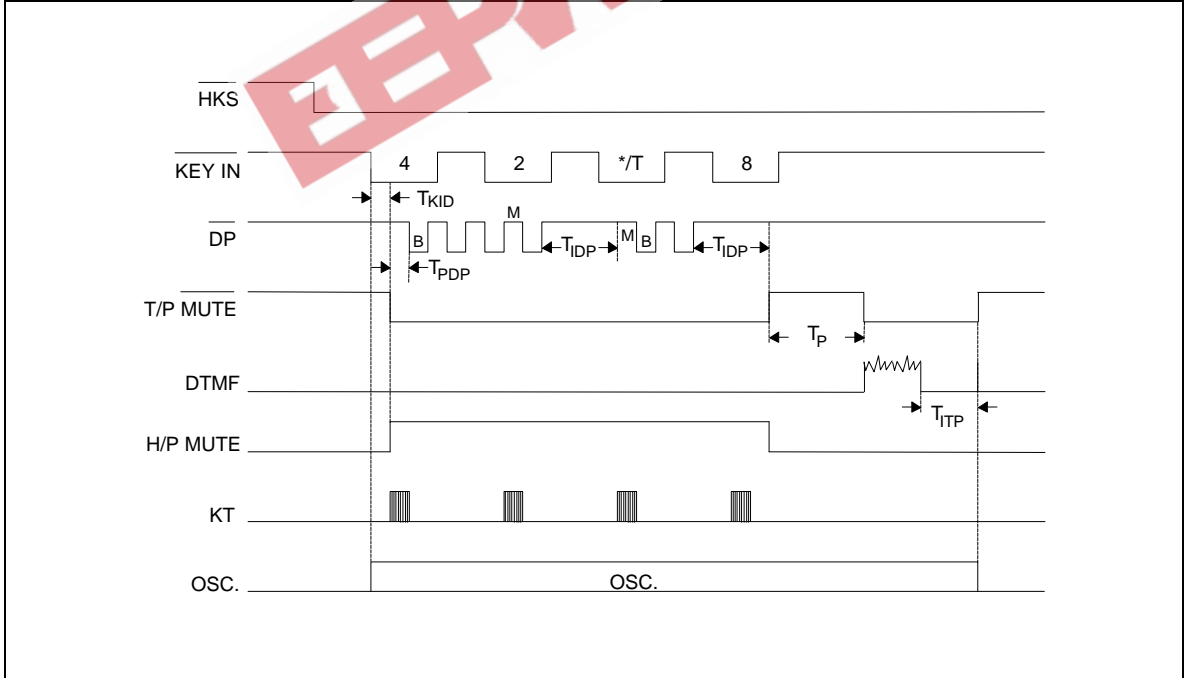 EEPW
HKS
KEY IN 4 2 */T 8
TKID
M
DP B TIDP M B TIDP
TPDP
T/P MUTE
TP
DTMF
TITP
H/P MUTE
KT
OSC. OSC.